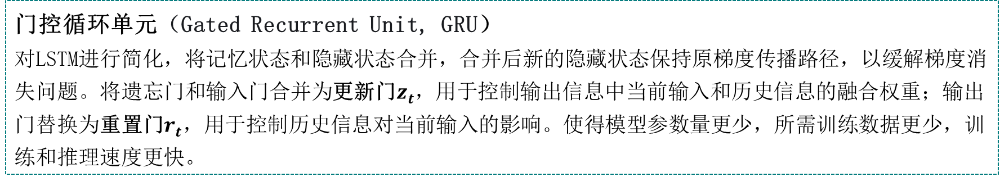 门控循环单元（Gated Recurrent Unit, GRU）
对LSTM进行简化，将记忆状态和隐藏状态合并，合并后新的隐藏状态保持原梯度传播路径，以缓解梯度消
失问题。将遗忘门和输入门合并为更新门𝒛𝒕，用于控制输出信息中当前输入和历史信息的融合权重；输出
门替换为重置门𝒓𝒕，用于控制历史信息对当前输入的影响。使得模型参数量更少，所需训练数据更少，训
练和推理速度更快。